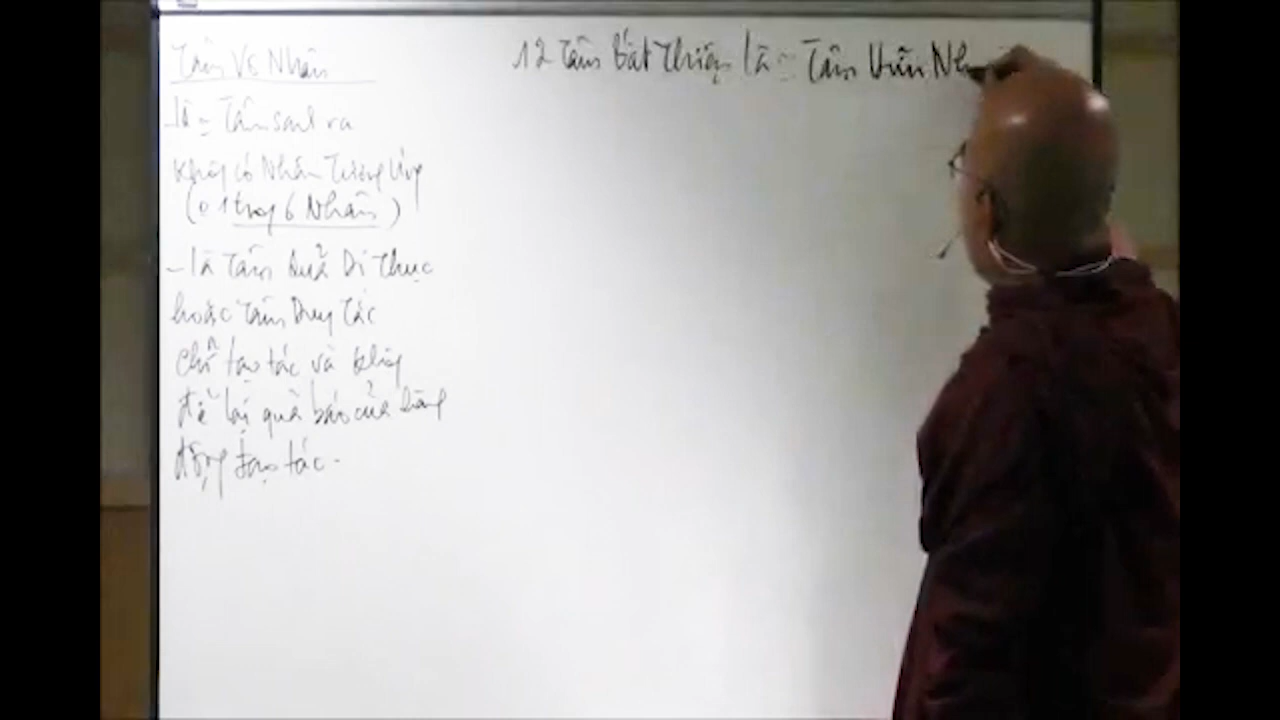 Tâm Vô Nhân
là = Tâm sanh ra
không có Nhân Tương Ưng
(ở 1 trong 6 Nhân)
- là Tâm Quả Dị Thục
hoặc Tâm Duy Tác
chỉ tạo tác và không
để lại quả báo của hành
động tạo tác.
12 Tâm Bất Thiện là = Tâm Hữu Nh